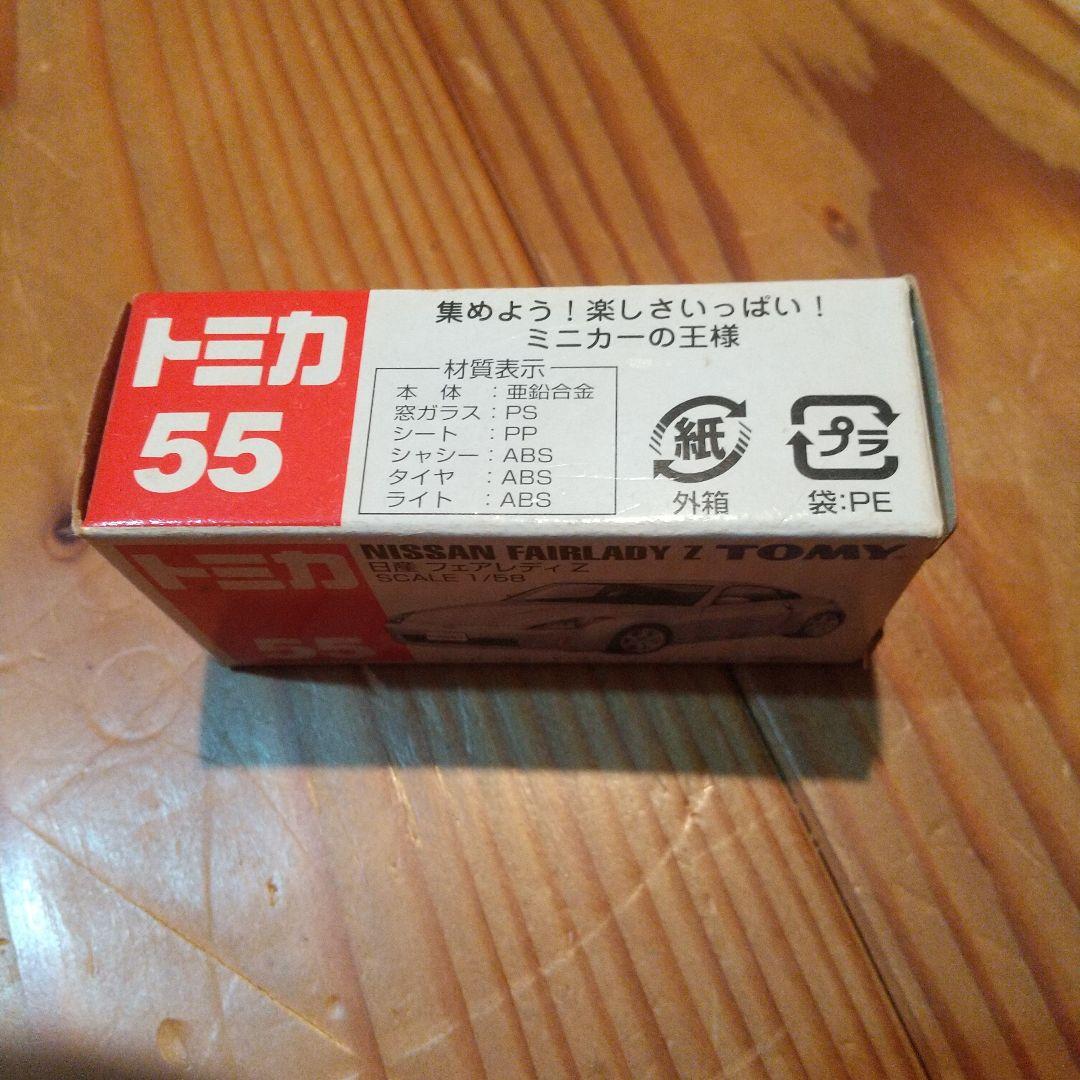 トミカ
55
集めよう！楽しさいっぱい！
ミニカーの王様
材質表示
本体：亜鉛合金
窓ガラス：PS
シート：PP
シャシー：ABS
タイヤ：ABS
ライト：ABS
紙
外箱
プラ
袋：PE
トミカ
55
NISSAN FAIRLADY Z TOMY
日産 フェアレディ Z
SCALE 1/58